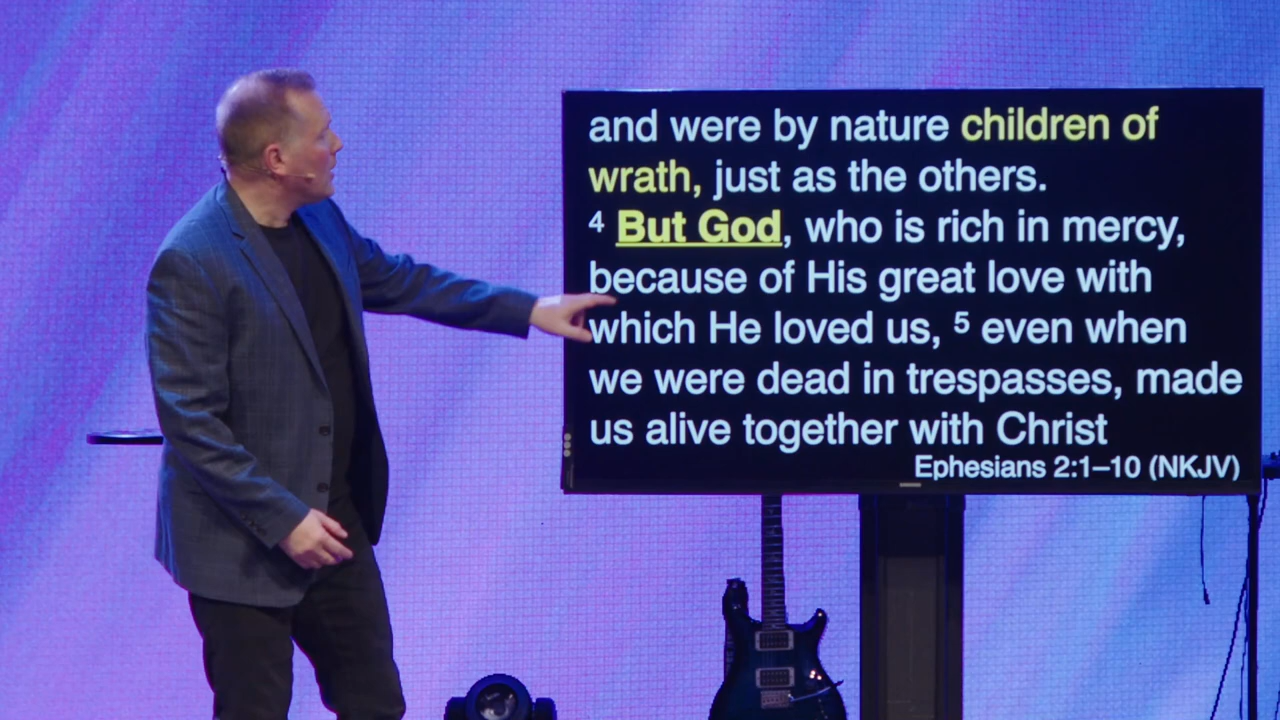 and were by nature children of
wrath, just as the others.
⁴ But God, who is rich in mercy,
because of His great love with
which He loved us, ⁵ even when
we were dead in trespasses, made
us alive together with Christ
Ephesians 2:1–10 (NKJV)